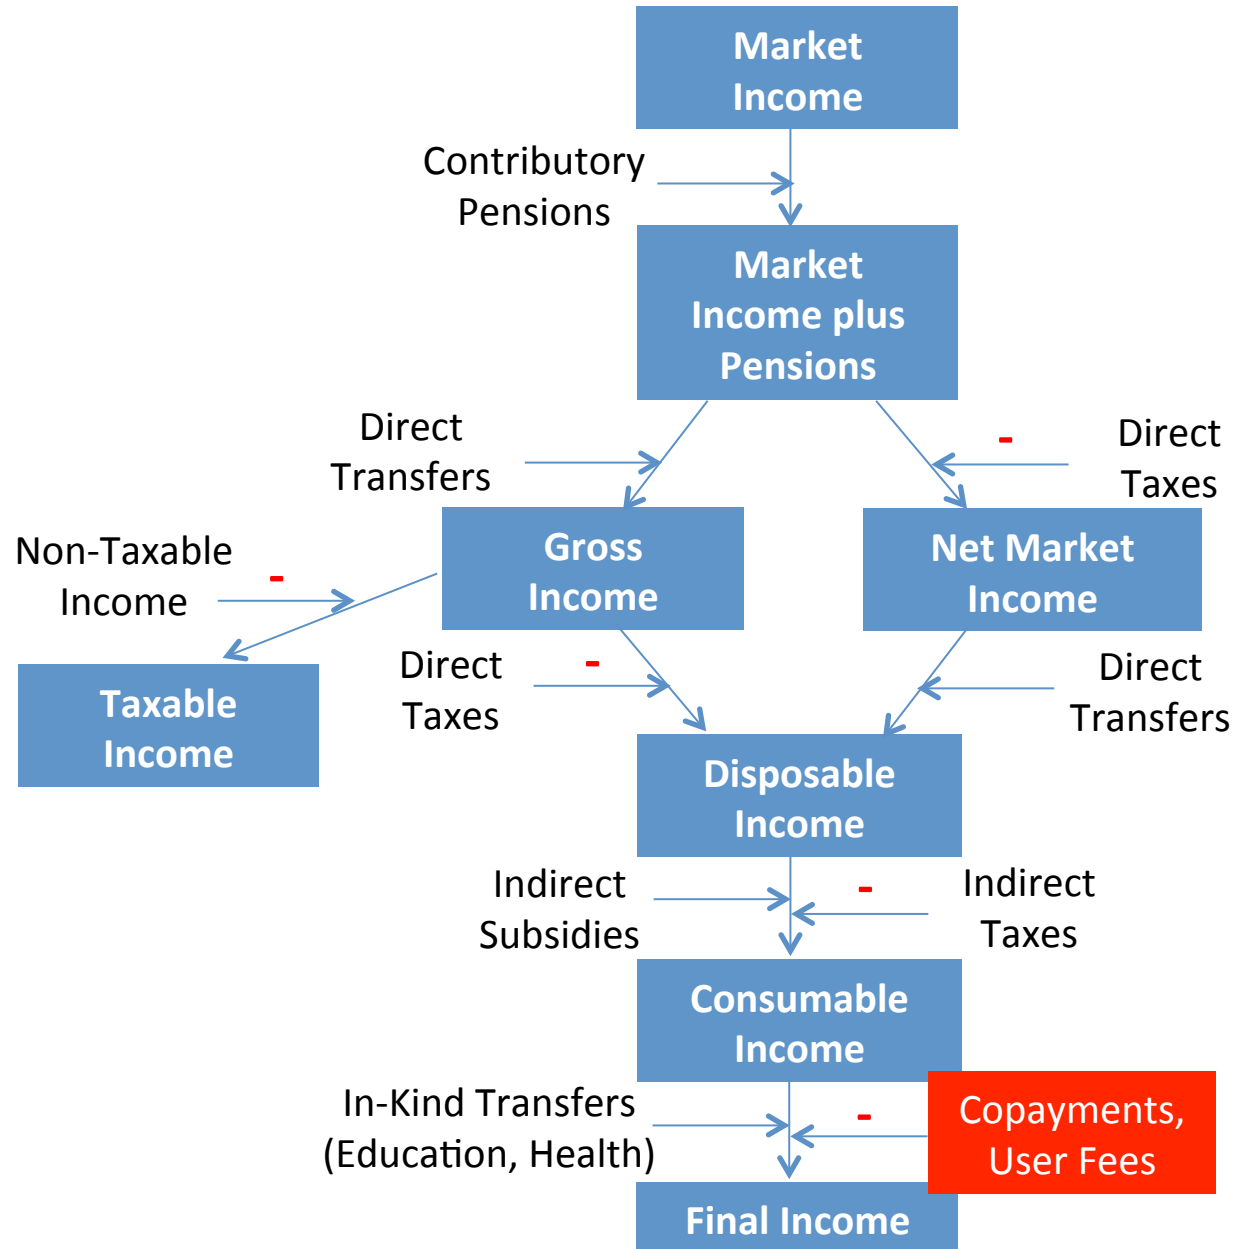 Market
Income
Contributory
Pensions
Market
Income plus
Pensions
Direct
Transfers
-
Direct
Taxes
Non-Taxable
Income
-
Gross
Income
Net Market
Income
Taxable
Income
Direct
Taxes
-
Direct
Transfers
Disposable
Income
Indirect
Subsidies
-
Indirect
Taxes
Consumable
Income
In-Kind Transfers
(Education, Health)
-
Copayments,
User Fees
Final Income